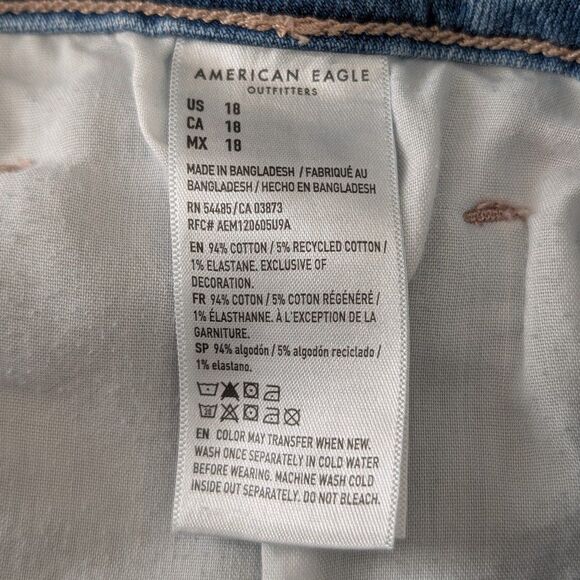 AMERICAN EAGLE
OUTFITTERS
US 18
CA 18
MX 18
MADE IN BANGLADESH / FABRIQUÉ AU
BANGLADESH / HECHO EN BANGLADESH
RN 54485/CA 03873
RFC# AEM120605U9A
EN 94% COTTON / 5% RECYCLED COTTON /
1% ELASTANE. EXCLUSIVE OF
DECORATION.
FR 94% COTON / 5% COTON RÉGÉNÉRÉ /
1% ÉLASTHANNE. À L'EXCEPTION DE LA
GARNITURE.
SP 94% algodón / 5% algodón reciclado /
1% elastano.
EN COLOR MAY TRANSFER WHEN NEW.
WASH ONCE SEPARATELY IN COLD WATER
BEFORE WEARING. MACHINE WASH COLD
INSIDE OUT SEPARATELY. DO NOT BLEACH.